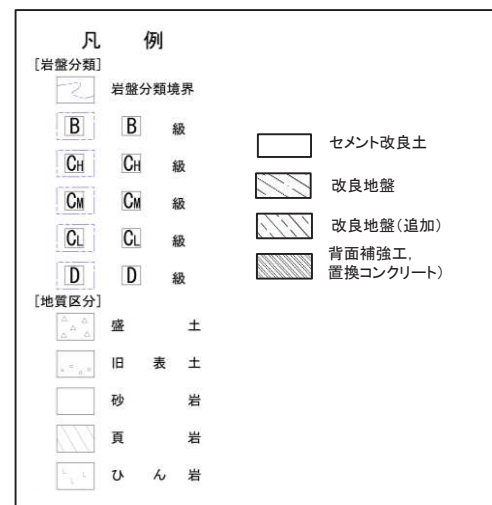 凡 例
[岩盤分類]
岩盤分類境界
B B 級
CH CH 級
CM CM 級
CL CL 級
D D 級
[地質区分]
盛 土
旧 表 土
砂 岩
頁 岩
ひ ん 岩
セメント改良土
改良地盤
改良地盤(追加)
背面補強工,
置換コンクリート)